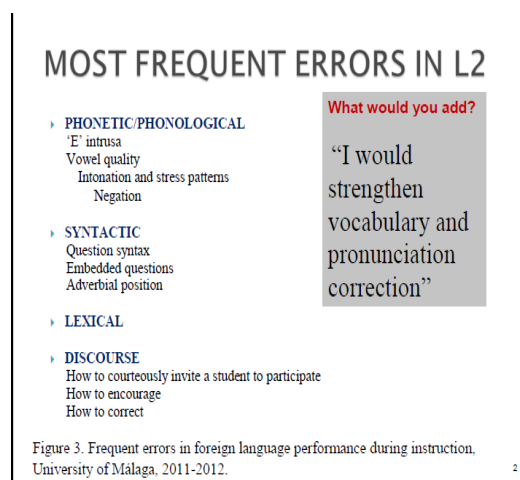 MOST FREQUENT ERRORS IN L2
PHONETIC/PHONOLOGICAL
‘E’ intrusa
Vowel quality
Intonation and stress patterns
Negation
SYNTACTIC
Question syntax
Embedded questions
Adverbial position
LEXICAL
DISCOURSE
How to courteously invite a student to participate
How to encourage
How to correct
What would you add?
“I would
strengthen
vocabulary and
pronunciation
correction”
Figure 3. Frequent errors in foreign language performance during instruction,
University of Málaga, 2011-2012.
2